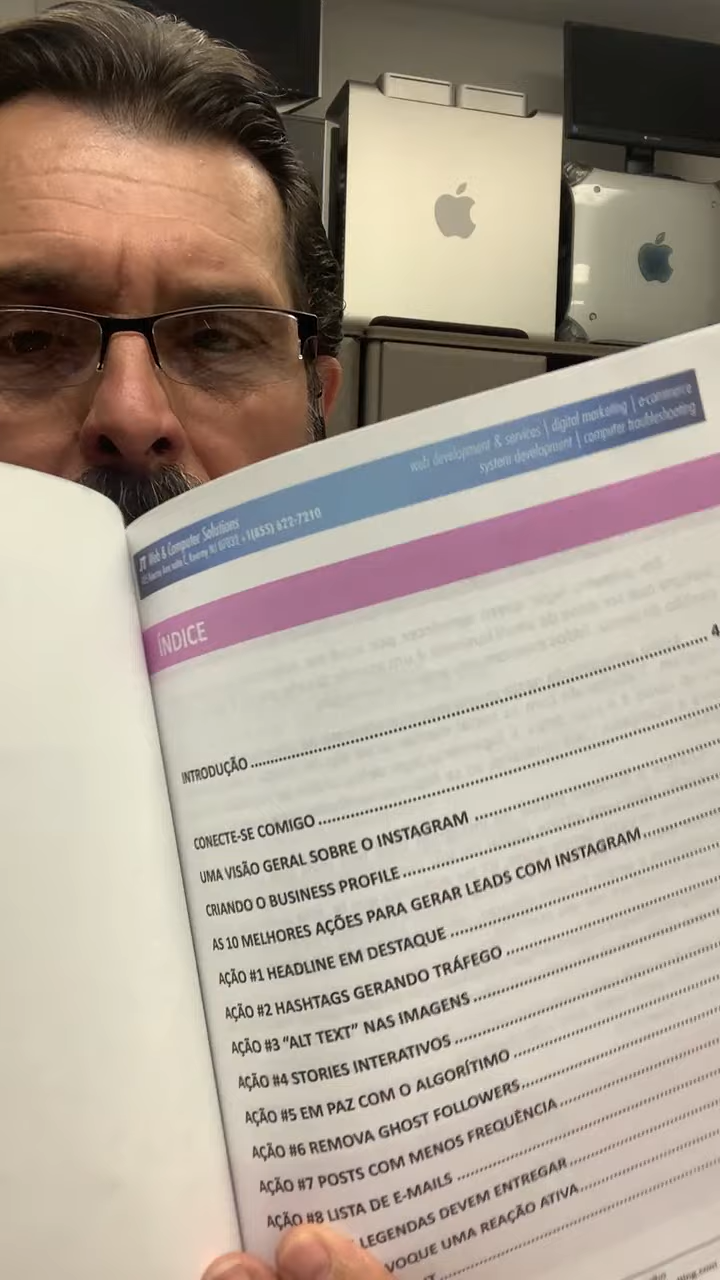 web development & services | digital marketing | e-commerce
system development | computer troubleshooting
JT Web & Computer Solutions
Kearny NJ 07032 +1(855) 622-7210
ÍNDICE
INTRODUÇÃO ........ 4
CONECTE-SE COMIGO ........
UMA VISÃO GERAL SOBRE O INSTAGRAM ........
CRIANDO O BUSINESS PROFILE ........
AS 10 MELHORES AÇÕES PARA GERAR LEADS COM INSTAGRAM ........
AÇÃO #1 HEADLINE EM DESTAQUE ........
AÇÃO #2 HASHTAGS GERANDO TRÁFEGO ........
AÇÃO #3 "ALT TEXT" NAS IMAGENS ........
AÇÃO #4 STORIES INTERATIVOS ........
AÇÃO #5 EM PAZ COM O ALGORÍTIMO ........
AÇÃO #6 REMOVA GHOST FOLLOWERS ........
AÇÃO #7 POSTS COM MENOS FREQUÊNCIA ........
AÇÃO #8 LISTA DE E-MAILS ........
LEGENDAS DEVEM ENTREGAR ........
VOQUE UMA REAÇÃO ATIVA ........